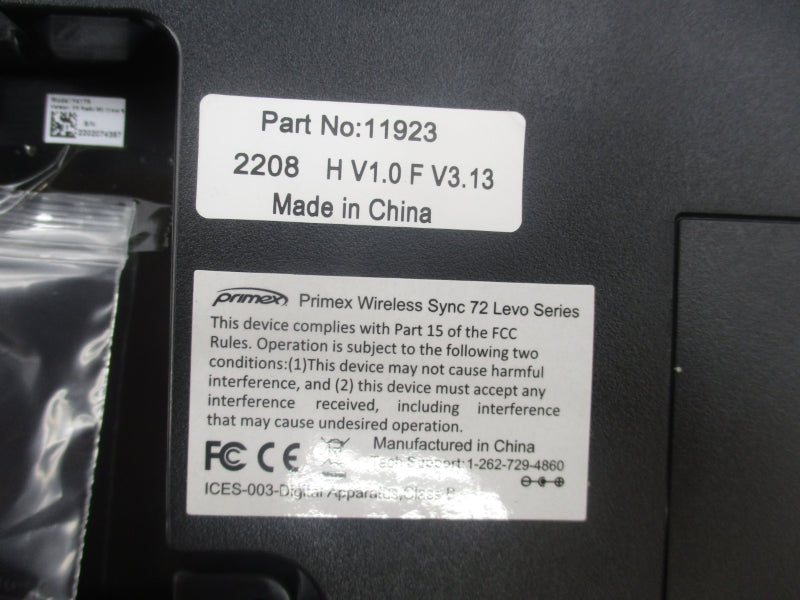 S/N
2202074387
Part No:11923
2208 H V1.0 F V3.13
Made in China
primex Primex Wireless Sync 72 Levo Series
This device complies with Part 15 of the FCC
Rules. Operation is subject to the following two
conditions:(1)This device may not cause harmful
interference, and (2) this device must accept any
interference received, including interference
that may cause undesired operation.
FC CE Manufactured in China
Tech Support:1-262-729-4860
ICES-003-Digital Apparatus,Class B